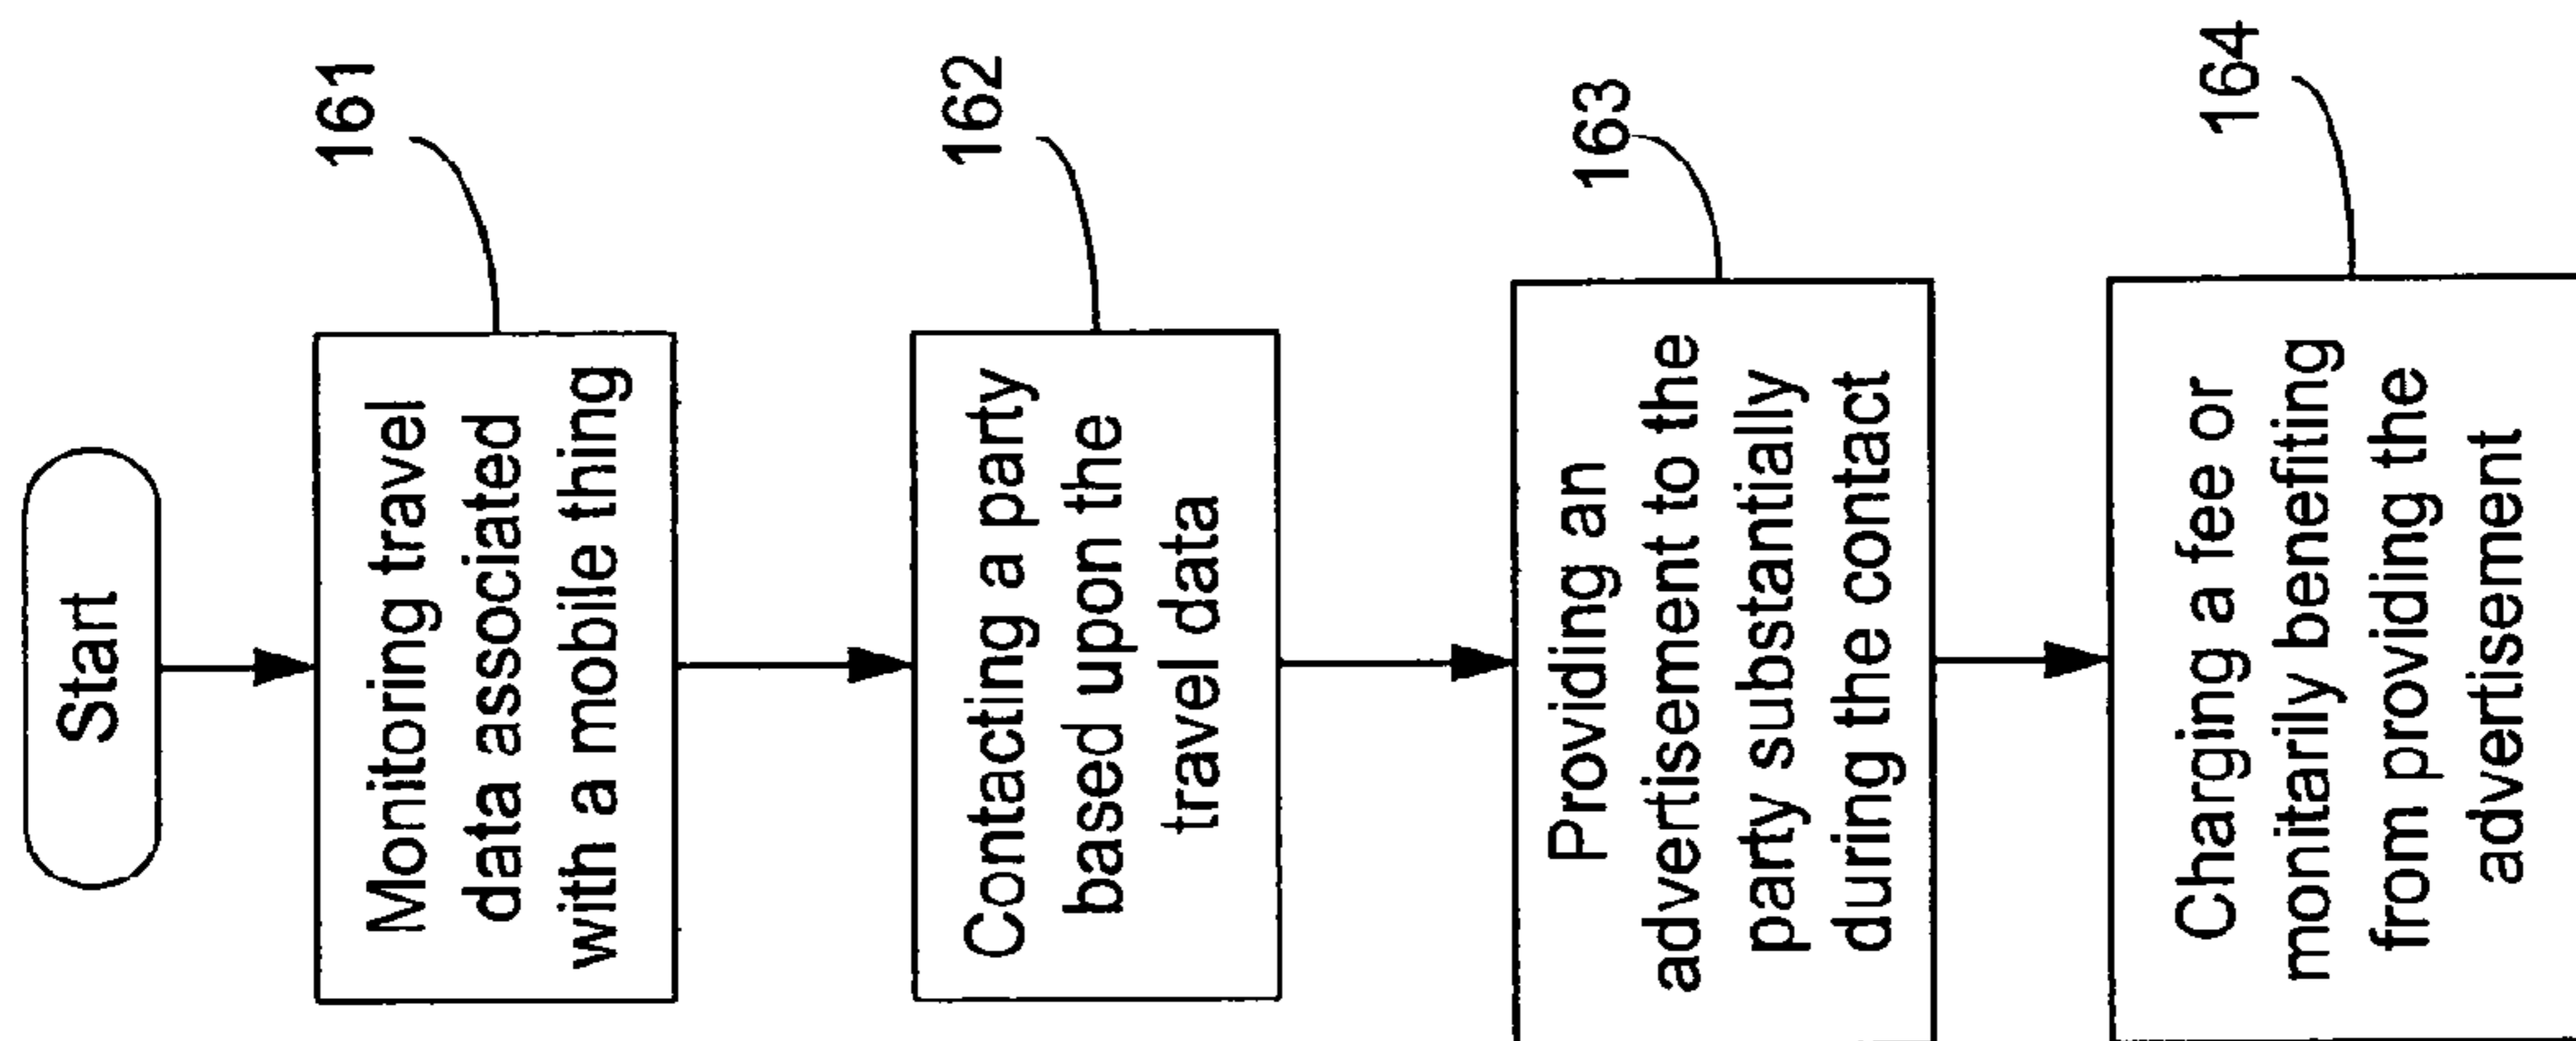 Start
161
Monitoring travel
data associated
with a mobile thing
162
Contacting a party
based upon the
travel data
163
Providing an
advertisement to the
party substantially
during the contact
164
Charging a fee or
monitarily benefiting
from providing the
advertisement